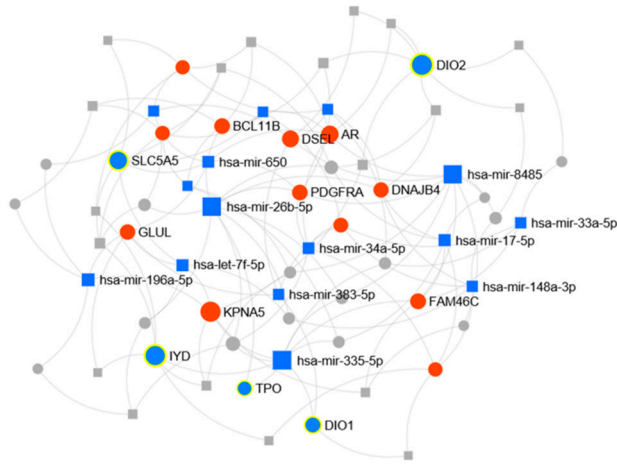 DIO2
BCL11B
DSEL
AR
SLC5A5
hsa-mir-650
hsa-mir-8485
PDGFRA
DNAJB4
hsa-mir-26b-5p
hsa-mir-33a-5p
GLUL
hsa-mir-17-5p
hsa-mir-34a-5p
hsa-let-7f-5p
hsa-mir-196a-5p
hsa-mir-148a-3p
hsa-mir-383-5p
FAM46C
KPNA5
IYD
hsa-mir-335-5p
TPO
DIO1